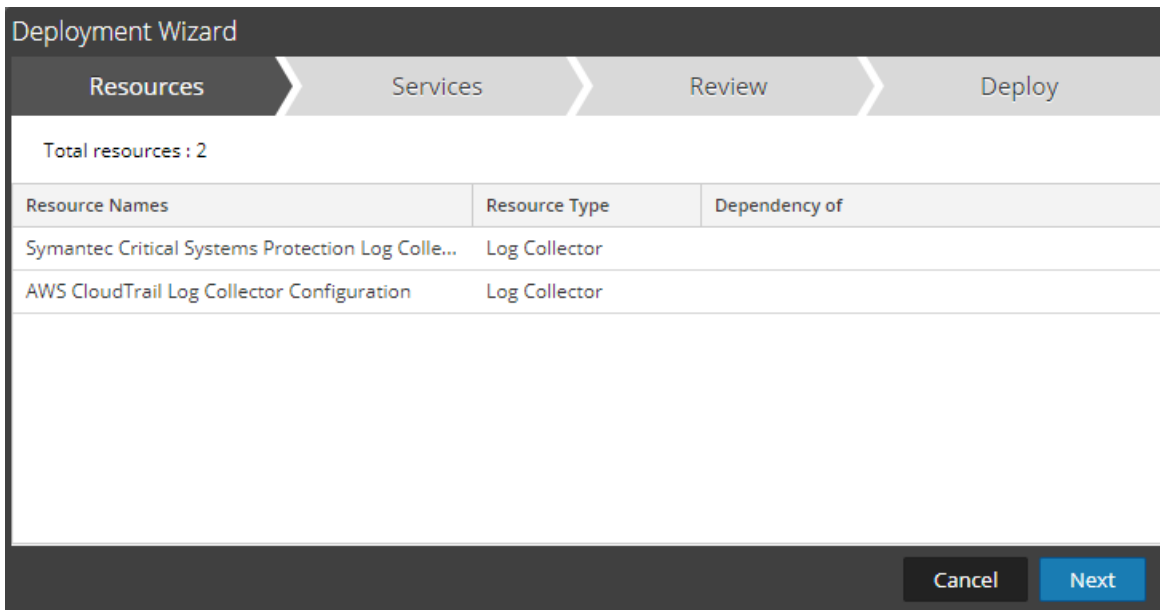 Deployment Wizard
Resources Services Review Deploy
Total resources : 2
Resource Names Resource Type Dependency of
Symantec Critical Systems Protection Log Colle... Log Collector
AWS CloudTrail Log Collector Configuration Log Collector
Cancel Next